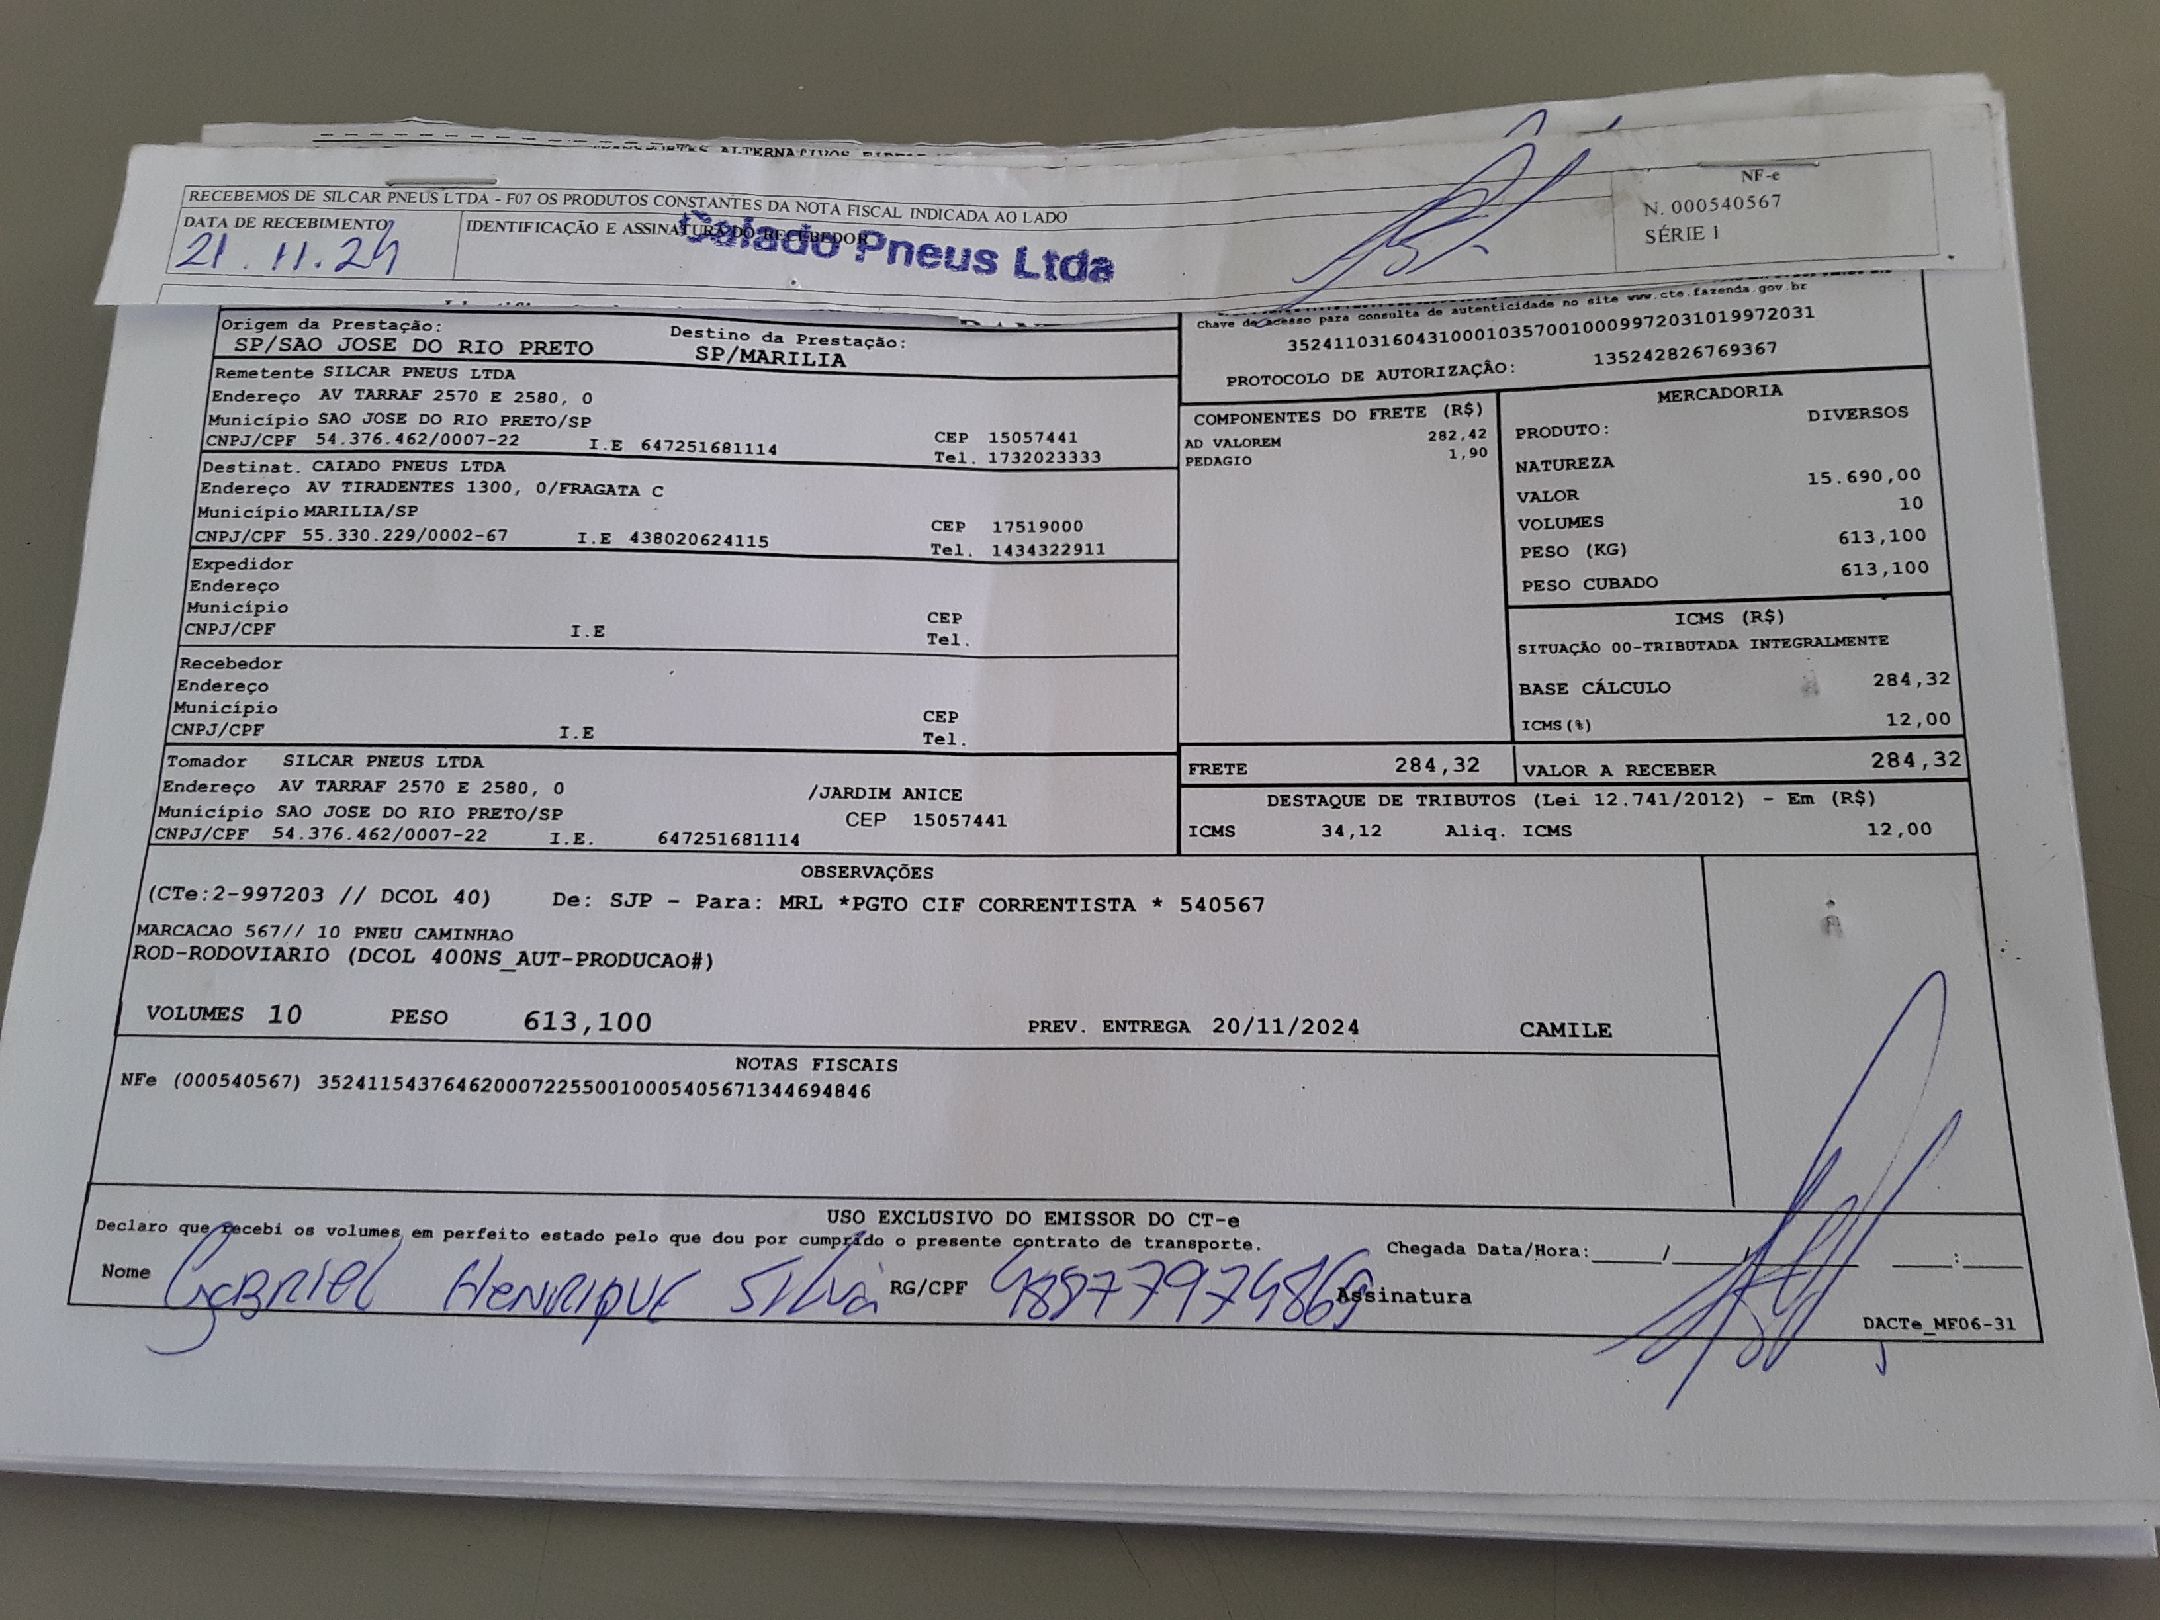 RECEBEMOS DE SILCAR PNEUS LTDA - F07 OS PRODUTOS CONSTANTES DA NOTA FISCAL INDICADA AO LADO
NF-e
N. 000540567
SÉRIE 1
DATA DE RECEBIMENTO
21.11.24
IDENTIFICAÇÃO E ASSINATURA DO RECEBEDOR
Caiado Pneus Ltda
Chave de acesso para consulta de autenticidade no site www.cte.fazenda.gov.br
35241103160431000103570010009972031019972031
PROTOCOLO DE AUTORIZAÇÃO: 135242826769367
Origem da Prestação: Destino da Prestação:
SP/SAO JOSE DO RIO PRETO SP/MARILIA
Remetente SILCAR PNEUS LTDA
Endereço AV TARRAF 2570 E 2580, 0
Município SAO JOSE DO RIO PRETO/SP
CEP 15057441
CNPJ/CPF 54.376.462/0007-22 I.E 647251681114
Tel. 1732023333
Destinat. CAIADO PNEUS LTDA
Endereço AV TIRADENTES 1300, 0/FRAGATA C
Município MARILIA/SP
CEP 17519000
CNPJ/CPF 55.330.229/0002-67 I.E 438020624115
Tel. 1434322911
Expedidor
Endereço
Município
CEP
CNPJ/CPF I.E
Tel.
Recebedor
Endereço
Município
CEP
CNPJ/CPF I.E
Tel.
Tomador SILCAR PNEUS LTDA
Endereço AV TARRAF 2570 E 2580, 0 /JARDIM ANICE
Município SAO JOSE DO RIO PRETO/SP CEP 15057441
CNPJ/CPF 54.376.462/0007-22 I.E. 647251681114
COMPONENTES DO FRETE (R$)
AD VALOREM 282,42
PEDAGIO 1,90
MERCADORIA
PRODUTO: DIVERSOS
NATUREZA
VALOR 15.690,00
VOLUMES 10
PESO (KG) 613,100
PESO CUBADO 613,100
ICMS (R$)
SITUAÇÃO 00-TRIBUTADA INTEGRALMENTE
BASE CÁLCULO 284,32
ICMS(%) 12,00
FRETE 284,32 VALOR A RECEBER 284,32
DESTAQUE DE TRIBUTOS (Lei 12.741/2012) - Em (R$)
ICMS 34,12 Aliq. ICMS 12,00
OBSERVAÇÕES
(CTe:2-997203 // DCOL 40) De: SJP - Para: MRL *PGTO CIF CORRENTISTA * 540567
MARCACAO 567// 10 PNEU CAMINHAO
ROD-RODOVIARIO (DCOL 400NS_AUT-PRODUCAO#)
VOLUMES 10 PESO 613,100 PREV. ENTREGA 20/11/2024 CAMILE
NOTAS FISCAIS
NFe (000540567) 35241154376462000722550010005405671344694846
USO EXCLUSIVO DO EMISSOR DO CT-e
Declaro que recebi os volumes em perfeito estado pelo que dou por cumprido o presente contrato de transporte.
Chegada Data/Hora:____/____/____ ____:____
Nome Gabriel Henrique Silva RG/CPF 48977974869 Assinatura
DACTe_MF06-31